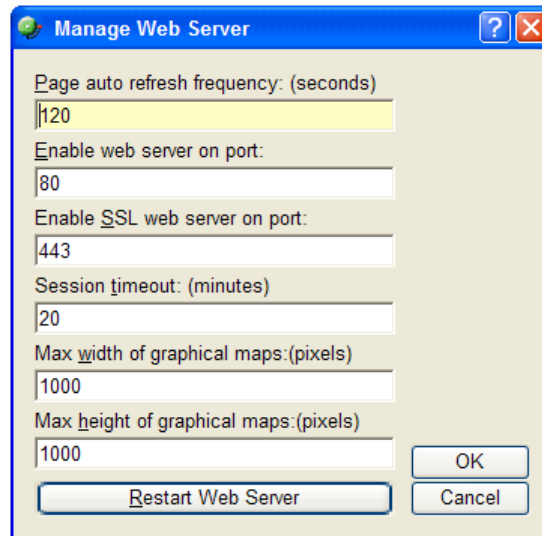 Manage Web Server
Page auto refresh frequency: (seconds)
120
Enable web server on port:
80
Enable SSL web server on port:
443
Session timeout: (minutes)
20
Max width of graphical maps:(pixels)
1000
Max height of graphical maps:(pixels)
1000
OK
Restart Web Server
Cancel